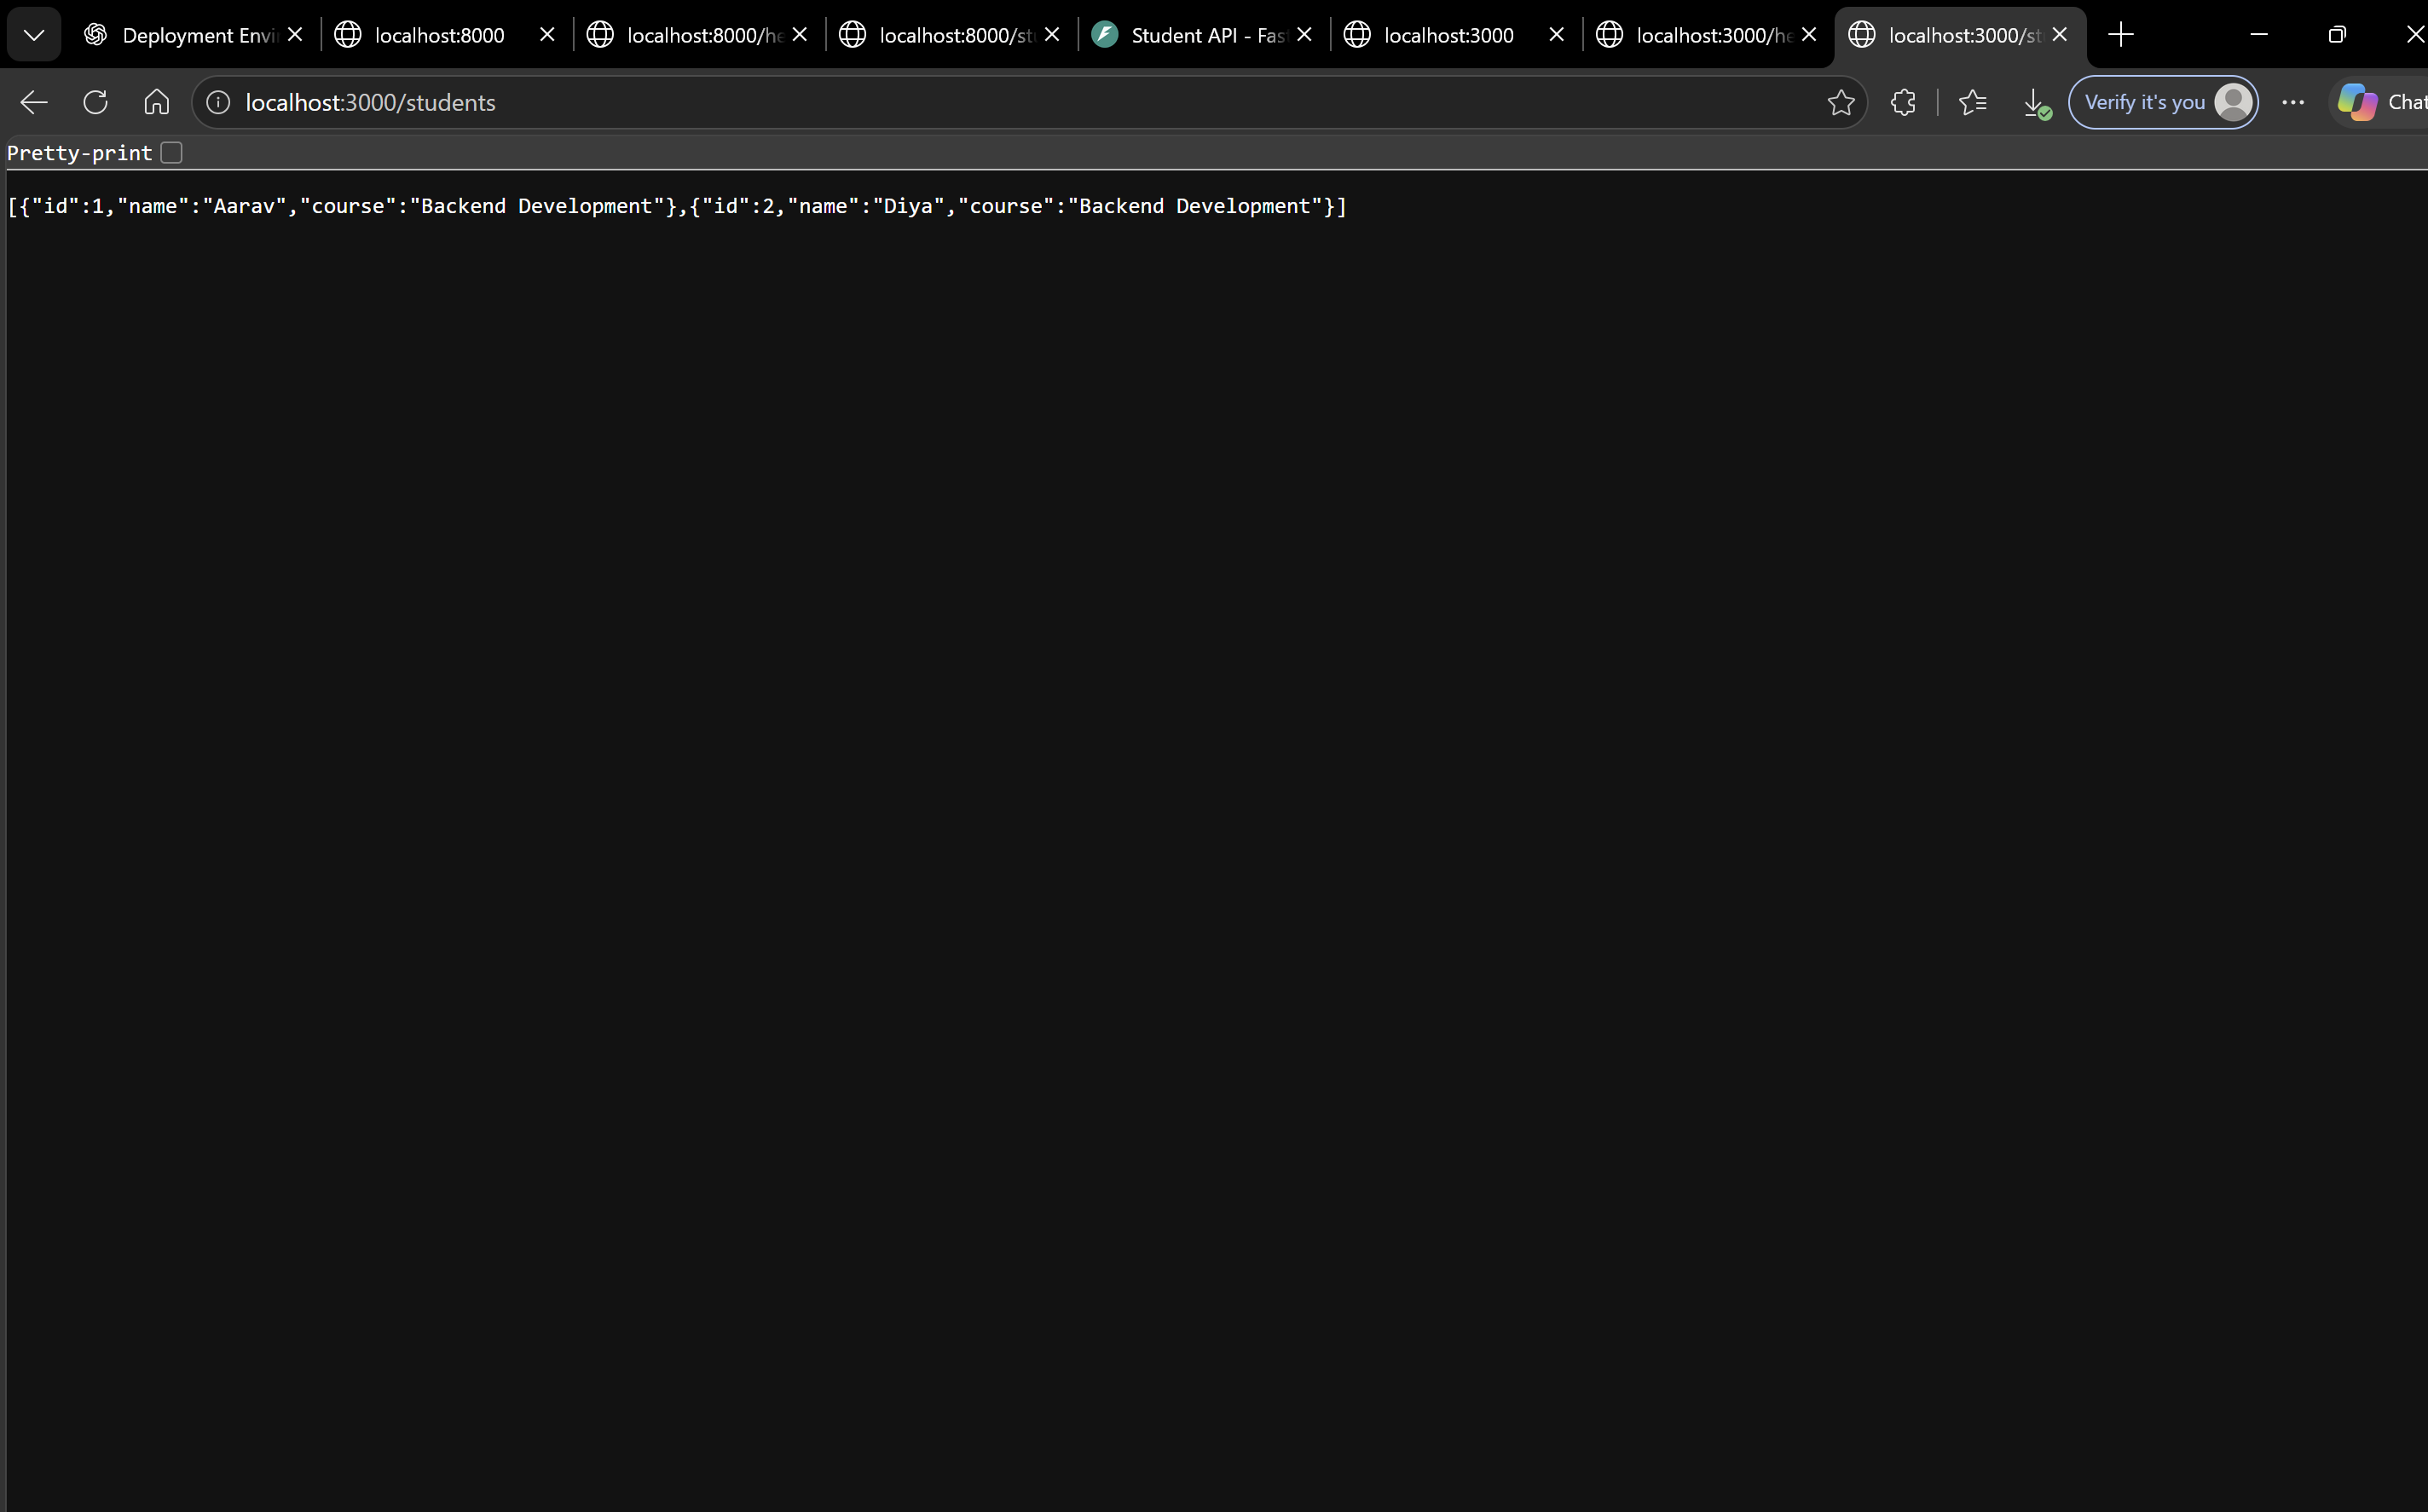 Deployment Envi
localhost:8000
localhost:8000/he
localhost:8000/st
Student API - Fas
localhost:3000
localhost:3000/he
localhost:3000/st
localhost:3000/students
Verify it's you
Chat
Pretty-print
[{"id":1,"name":"Aarav","course":"Backend Development"},{"id":2,"name":"Diya","course":"Backend Development"}]